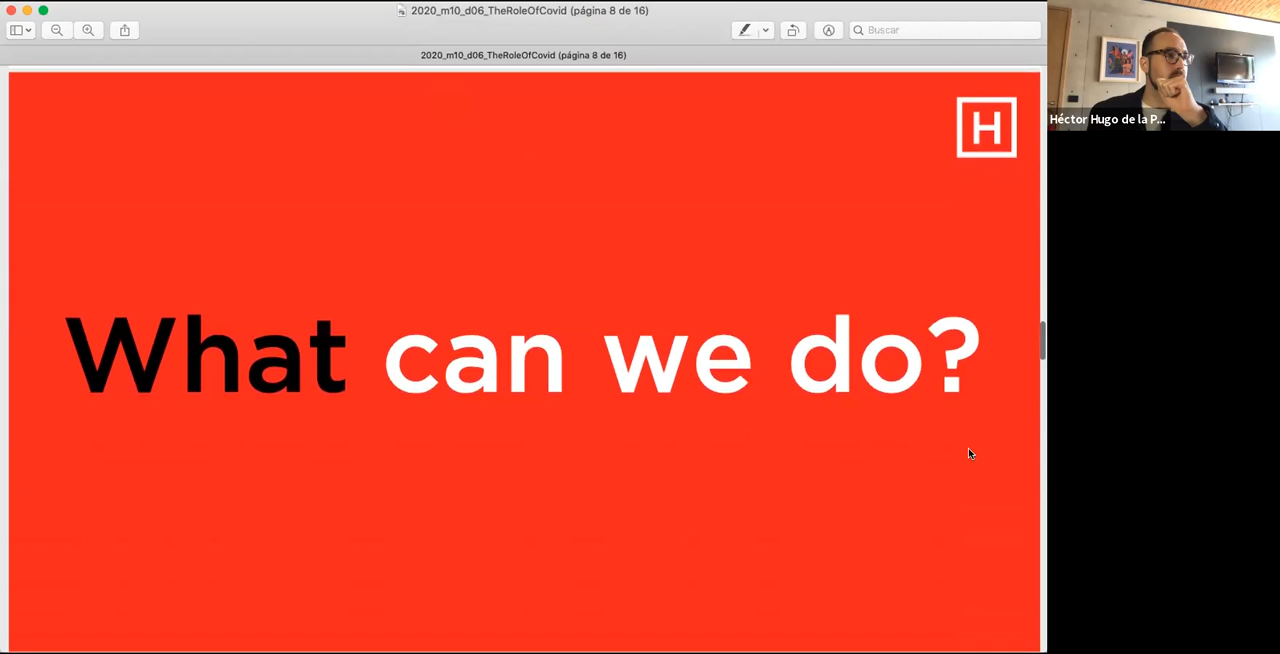 2020_m10_d06_TheRoleOfCovid (página 8 de 16)
Buscar
2020_m10_d06_TheRoleOfCovid (página 8 de 16)
H
What can we do?
Héctor Hugo de la P...